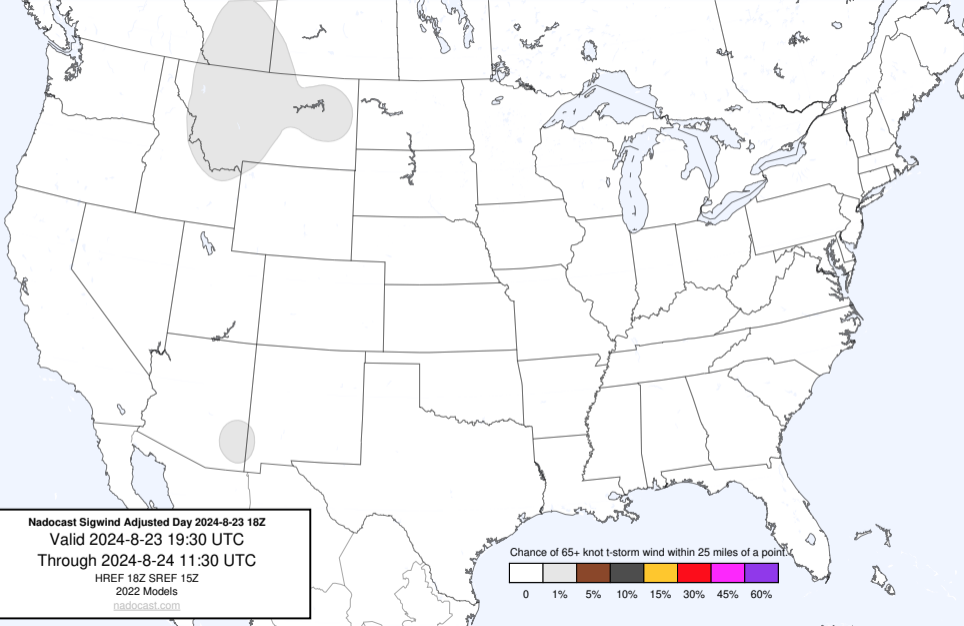 Nadocast Sigwind Adjusted Day 2024-8-23 18Z
Valid 2024-8-23 19:30 UTC
Through 2024-8-24 11:30 UTC
HREF 18Z SREF 15Z
2022 Models
nadocast.com
Chance of 65+ knot t-storm wind within 25 miles of a point.
0 1% 5% 10% 15% 30% 45% 60%